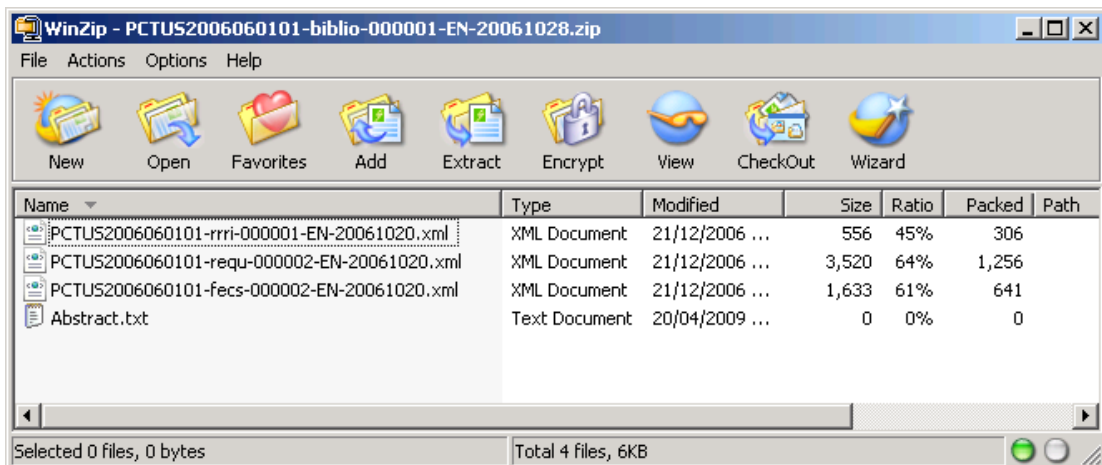 WinZip - PCTUS2006060101-biblio-000001-EN-20061028.zip
File Actions Options Help
New Open Favorites Add Extract Encrypt View CheckOut Wizard
Name Type Modified Size Ratio Packed Path
PCTUS2006060101-rrri-000001-EN-20061020.xml XML Document 21/12/2006 ... 556 45% 306
PCTUS2006060101-requ-000002-EN-20061020.xml XML Document 21/12/2006 ... 3,520 64% 1,256
PCTUS2006060101-fecs-000002-EN-20061020.xml XML Document 21/12/2006 ... 1,633 61% 641
Abstract.txt Text Document 20/04/2009 ... 0 0% 0
Selected 0 files, 0 bytes Total 4 files, 6KB